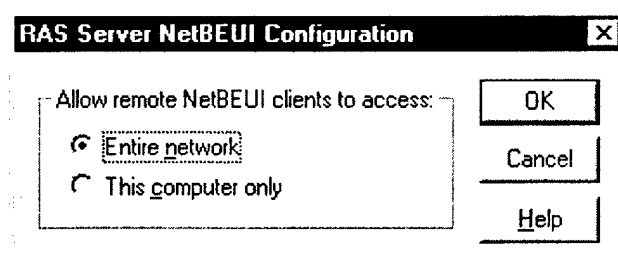 RAS Server NetBEUI Configuration
Allow remote NetBEUI clients to access:
Entire network
This computer only
OK
Cancel
Help